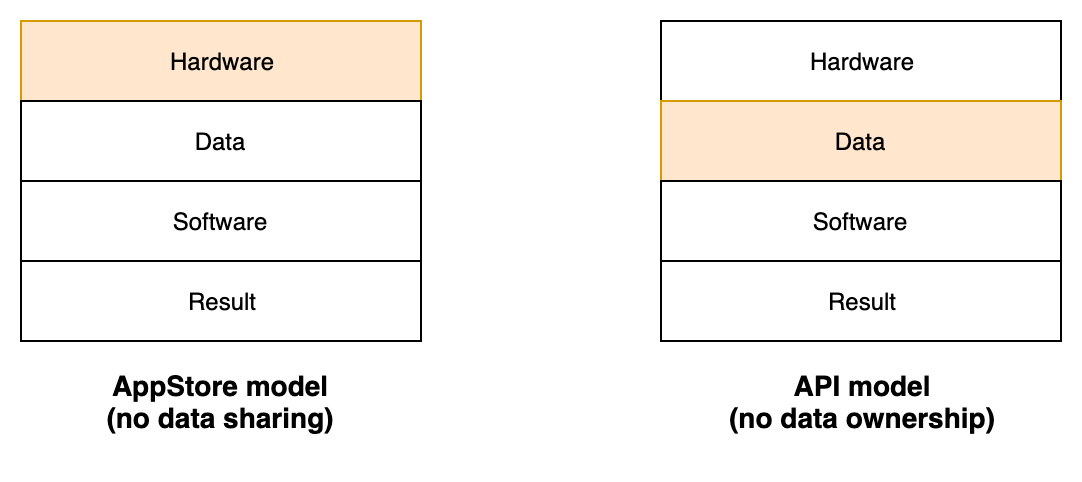 Hardware
Data
Software
Result
AppStore model
(no data sharing)
Hardware
Data
Software
Result
API model
(no data ownership)